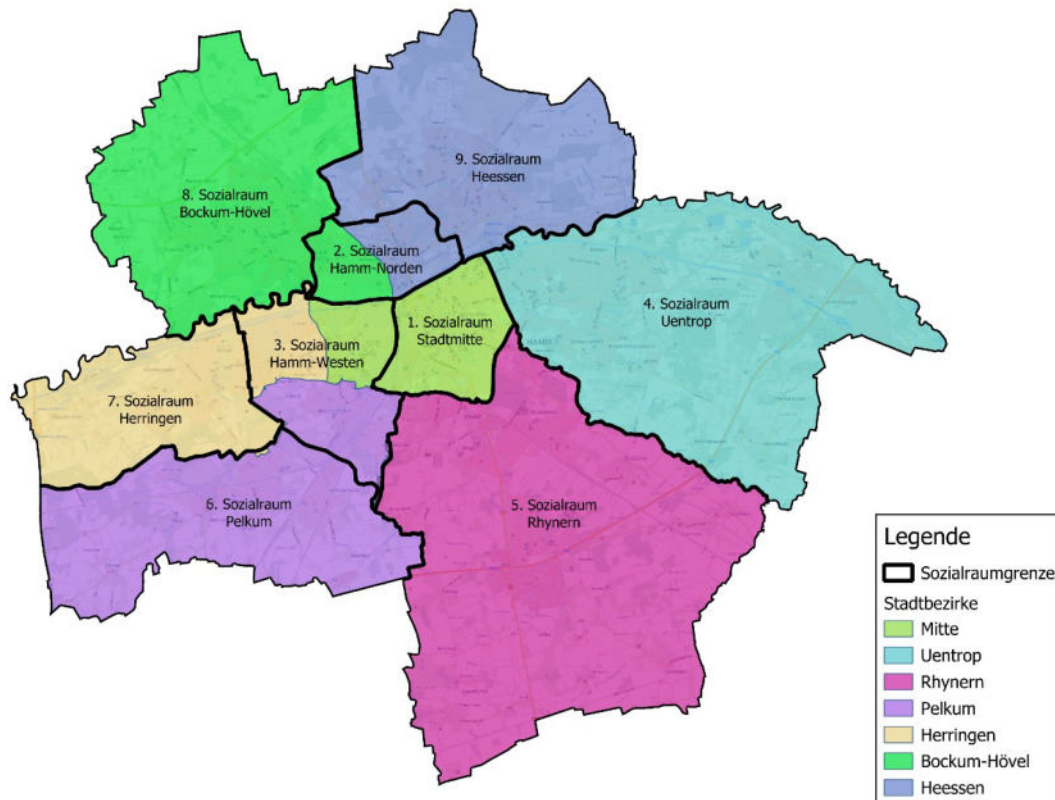 9. Sozialraum
Heessen
8. Sozialraum
Bockum-Hövel
2. Sozialraum
Hamm-Norden
4. Sozialraum
Uentrop
1. Sozialraum
Stadtmitte
3. Sozialraum
Hamm-Westen
7. Sozialraum
Herringen
6. Sozialraum
Pelkum
5. Sozialraum
Rhynern
Legende
Sozialraumgrenze
Stadtbezirke
Mitte
Uentrop
Rhynern
Pelkum
Herringen
Bockum-Hövel
Heessen